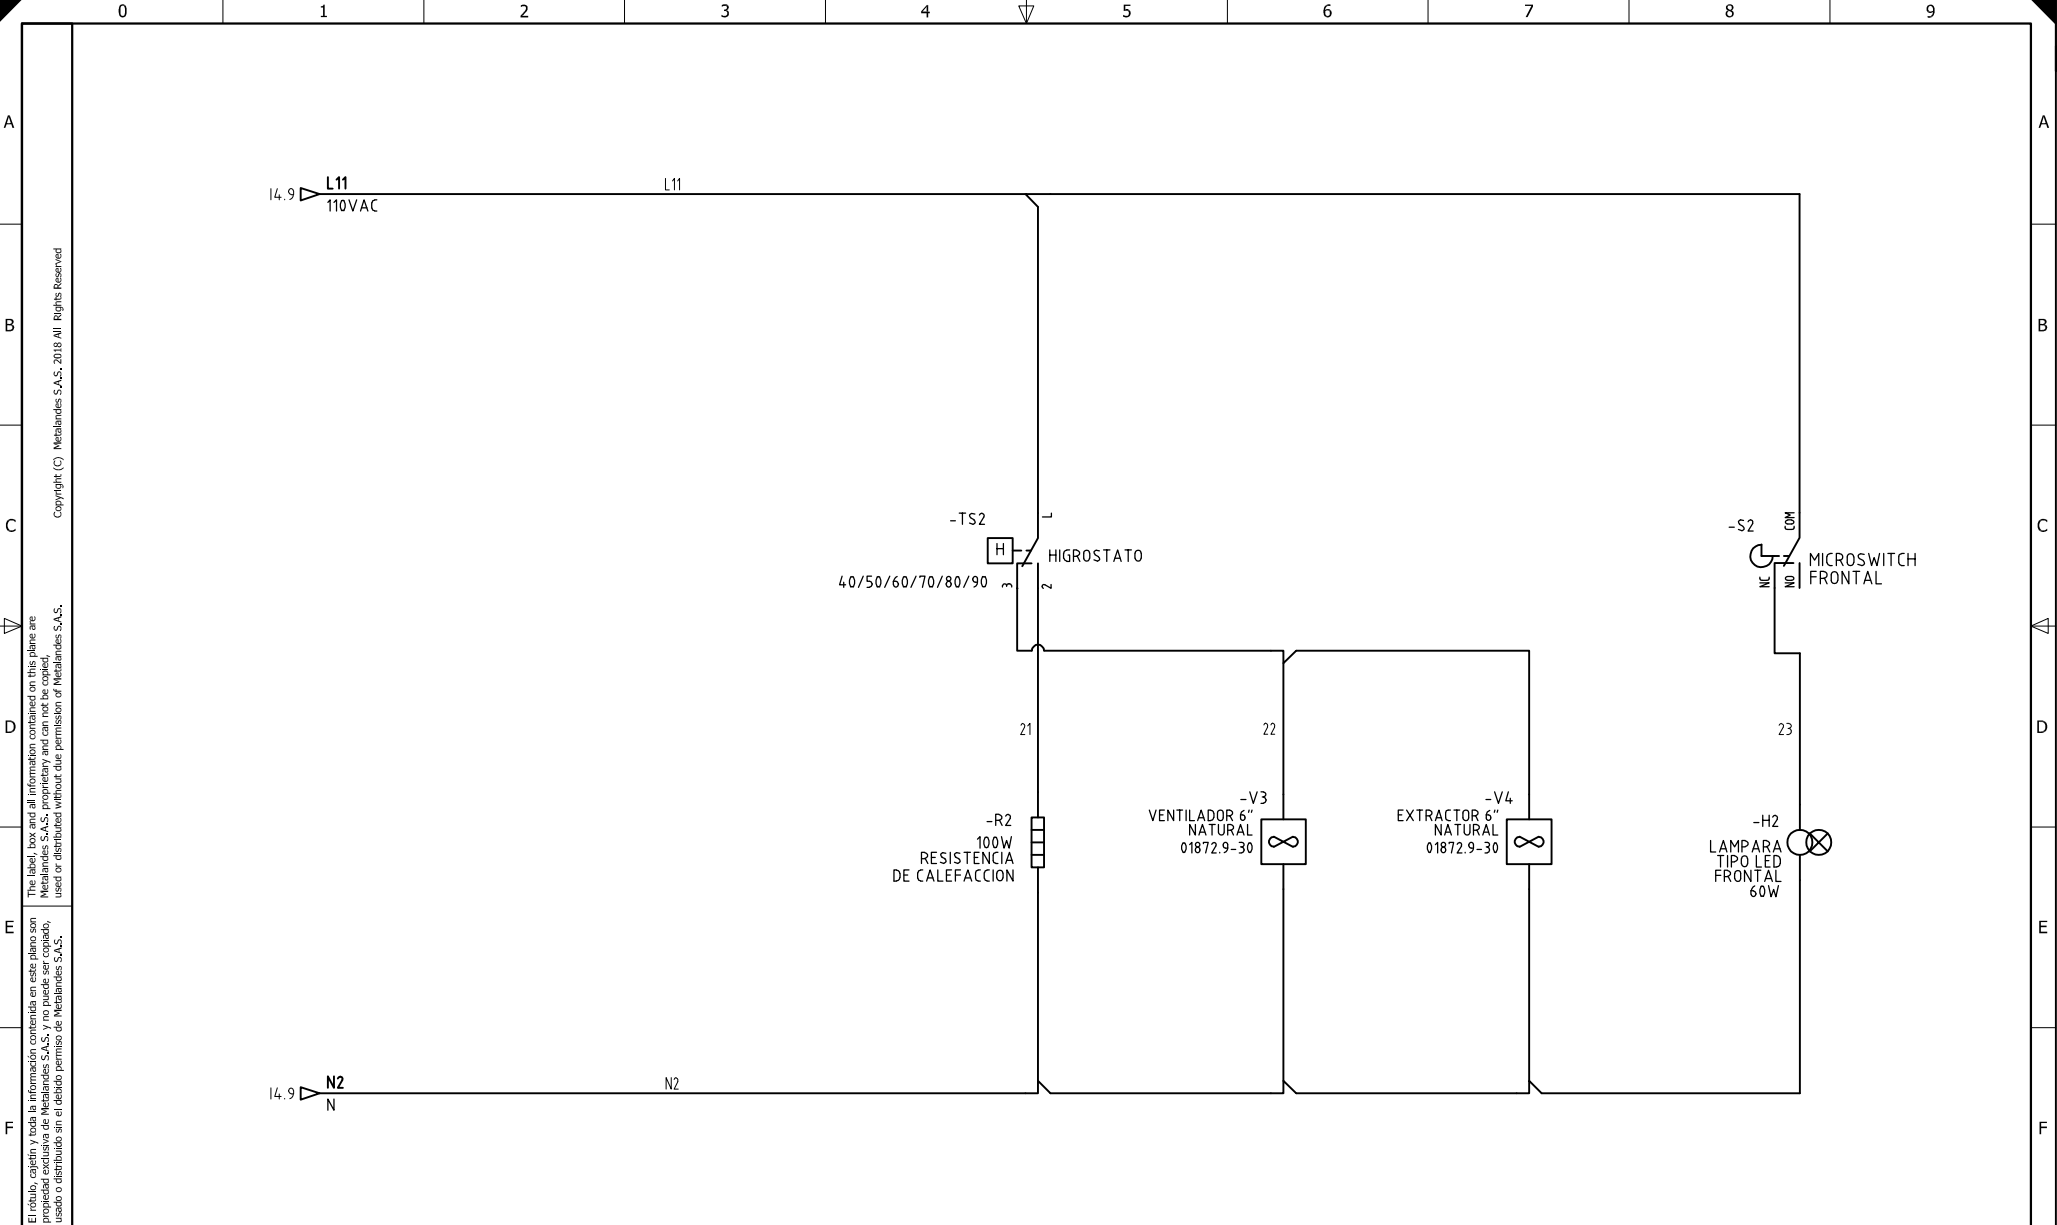 0 1 2 3 4 5 6 7 8 9
A A
B B
C C
D D
E E
F F
Copyright (C) Metalandes S.A.S. 2018 All Rights Reserved
The label, box and all information contained on this plane are
Metalandes S.A.S. proprietary and can not be copied,
used or distributed without due permission of Metalandes S.A.S.
El rótulo, cajetín y toda la información contenida en este plano son
propiedad exclusiva de Metalandes S.A.S. y no puede ser copiado,
usado o distribuido sin el debido permiso de Metalandes S.A.S.
14.9 L11 L11
110VAC
-TS2 L
H HIGROSTATO
40/50/60/70/80/90 3 2
-S2 COM
MICROSWITCH
FRONTAL
NC NO
21 22 23
-R2
100W
RESISTENCIA
DE CALEFACCION
-V3
VENTILADOR 6"
NATURAL
01872.9-30
-V4
EXTRACTOR 6"
NATURAL
01872.9-30
-H2
LAMPARA
TIPO LED
FRONTAL
60W
14.9 N2 N2
N